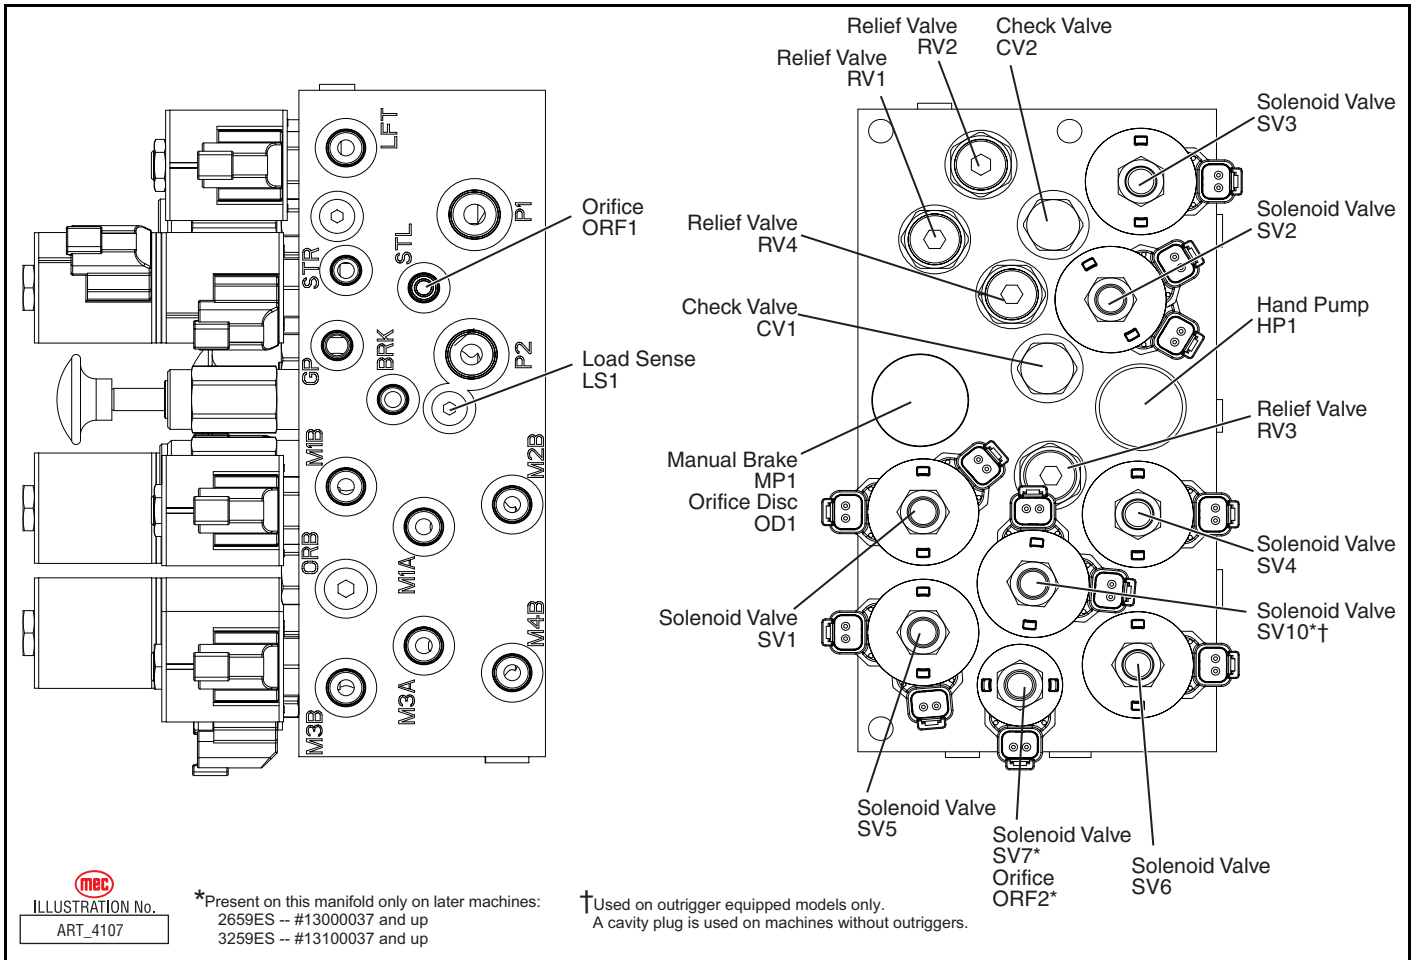 Relief Valve
RV2
Check Valve
CV2
Relief Valve
RV1
Solenoid Valve
SV3
LFT
P1
STL
STR
Orifice
ORF1
Relief Valve
RV4
Solenoid Valve
SV2
Check Valve
CV1
Hand Pump
HP1
GP
BRK
P2
Load Sense
LS1
Relief Valve
RV3
M1B
M2B
Manual Brake
MP1
Orifice Disc
OD1
ORB
M1A
Solenoid Valve
SV4
M4B
Solenoid Valve
SV1
Solenoid Valve
SV10*†
M3B
M3A
Solenoid Valve
SV5
Solenoid Valve
SV7*
Orifice
ORF2*
Solenoid Valve
SV6
mec
ILLUSTRATION No.
ART_4107
*Present on this manifold only on later machines:
2659ES -- #13000037 and up
3259ES -- #13100037 and up
†Used on outrigger equipped models only.
A cavity plug is used on machines without outriggers.